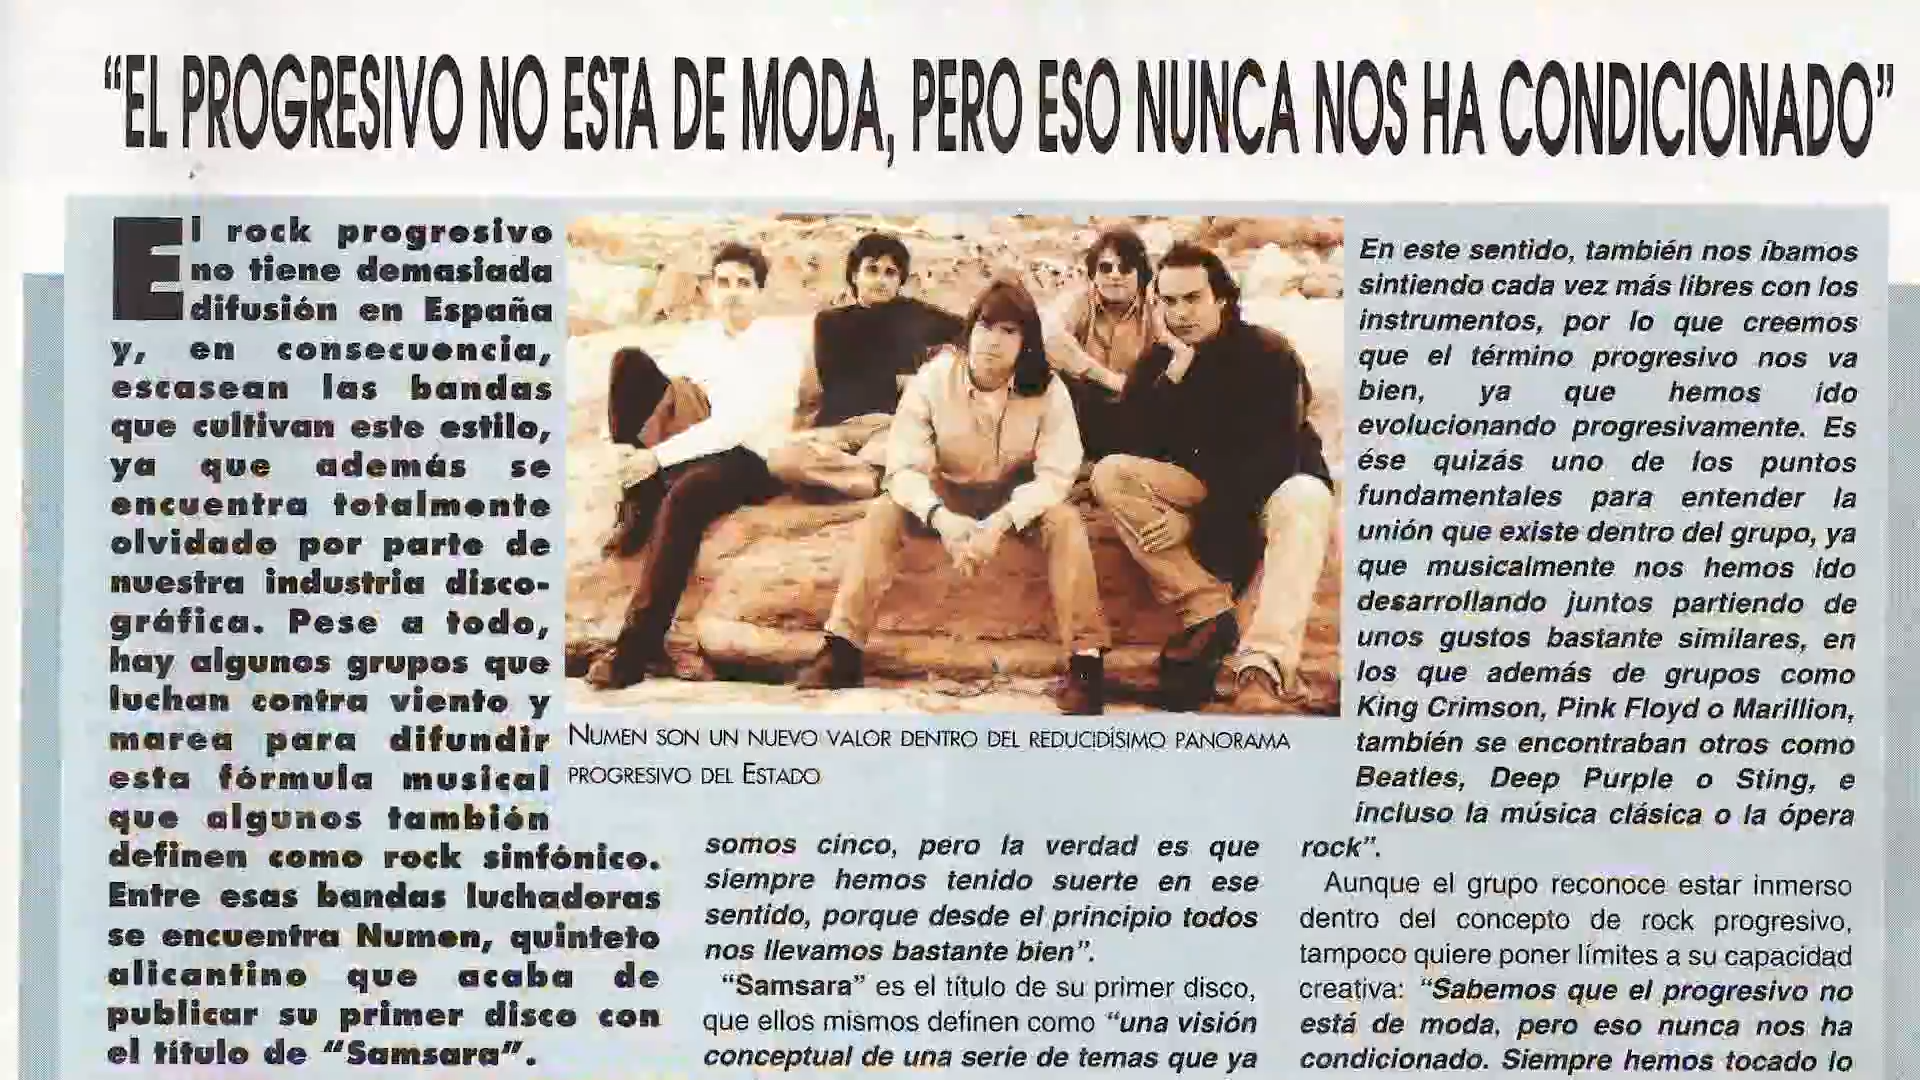 “EL PROGRESIVO NO ESTA DE MODA, PERO ESO NUNCA NOS HA CONDICIONADO”
El rock progresivo
no tiene demasiada
difusión en España
y, en consecuencia,
escasean las bandas
que cultivan este estilo,
ya que además se
encuentra totalmente
olvidado por parte de
nuestra industria disco-
gráfica. Pese a todo,
hay algunos grupos que
luchan contra viento y
marea para difundir
esta fórmula musical
que algunos también
definen como rock sinfónico.
Entre esas bandas luchadoras
se encuentra Numen, quinteto
alicantino que acaba de
publicar su primer disco con
el título de “Samsara”.
NUMEN SON UN NUEVO VALOR DENTRO DEL REDUCIDÍSIMO PANORAMA
PROGRESIVO DEL ESTADO
somos cinco, pero la verdad es que
siempre hemos tenido suerte en ese
sentido, porque desde el principio todos
nos llevamos bastante bien”.
“Samsara” es el título de su primer disco,
que ellos mismos definen como “una visión
conceptual de una serie de temas que ya
En este sentido, también nos íbamos
sintiendo cada vez más libres con los
instrumentos, por lo que creemos
que el término progresivo nos va
bien, ya que hemos ido
evolucionando progresivamente. Es
ése quizás uno de los puntos
fundamentales para entender la
unión que existe dentro del grupo, ya
que musicalmente nos hemos ido
desarrollando juntos partiendo de
unos gustos bastante similares, en
los que además de grupos como
King Crimson, Pink Floyd o Marillion,
también se encontraban otros como
Beatles, Deep Purple o Sting, e
incluso la música clásica o la ópera
rock”.
Aunque el grupo reconoce estar inmerso
dentro del concepto de rock progresivo,
tampoco quiere poner límites a su capacidad
creativa: “Sabemos que el progresivo no
está de moda, pero eso nunca nos ha
condicionado. Siempre hemos tocado lo